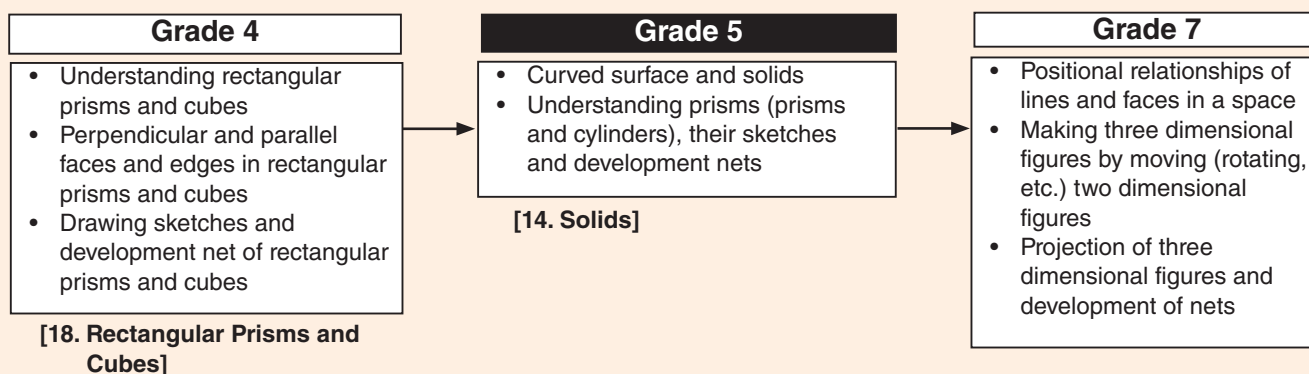 Grade 4
• Understanding rectangular
prisms and cubes
• Perpendicular and parallel
faces and edges in rectangular
prisms and cubes
• Drawing sketches and
development net of rectangular
prisms and cubes
[18. Rectangular Prisms and
Cubes]
Grade 5
• Curved surface and solids
• Understanding prisms (prisms
and cylinders), their sketches
and development nets
[14. Solids]
Grade 7
• Positional relationships of
lines and faces in a space
• Making three dimensional
figures by moving (rotating,
etc.) two dimensional
figures
• Projection of three
dimensional figures and
development of nets